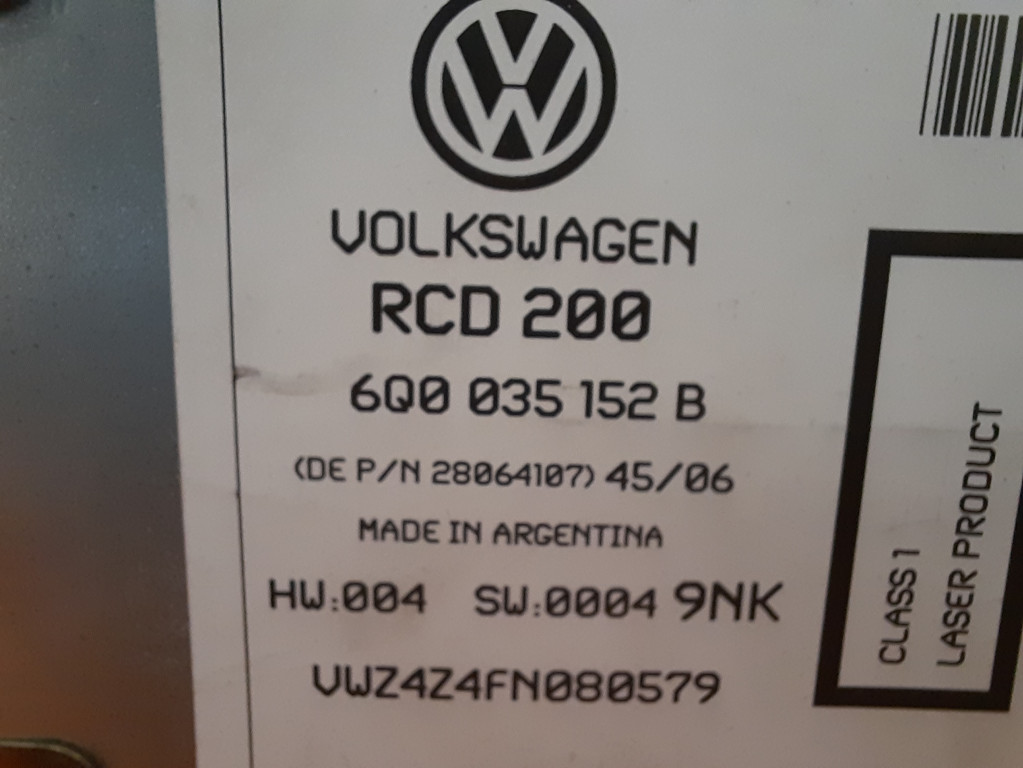 VOLKSWAGEN
RCD 200
6Q0 035 152 B
(DE P/N 28064107) 45/06
MADE IN ARGENTINA
HW:004 SW:0004 9NK
VWZ4Z4FN080579
CLASS 1
LASER PRODUCT